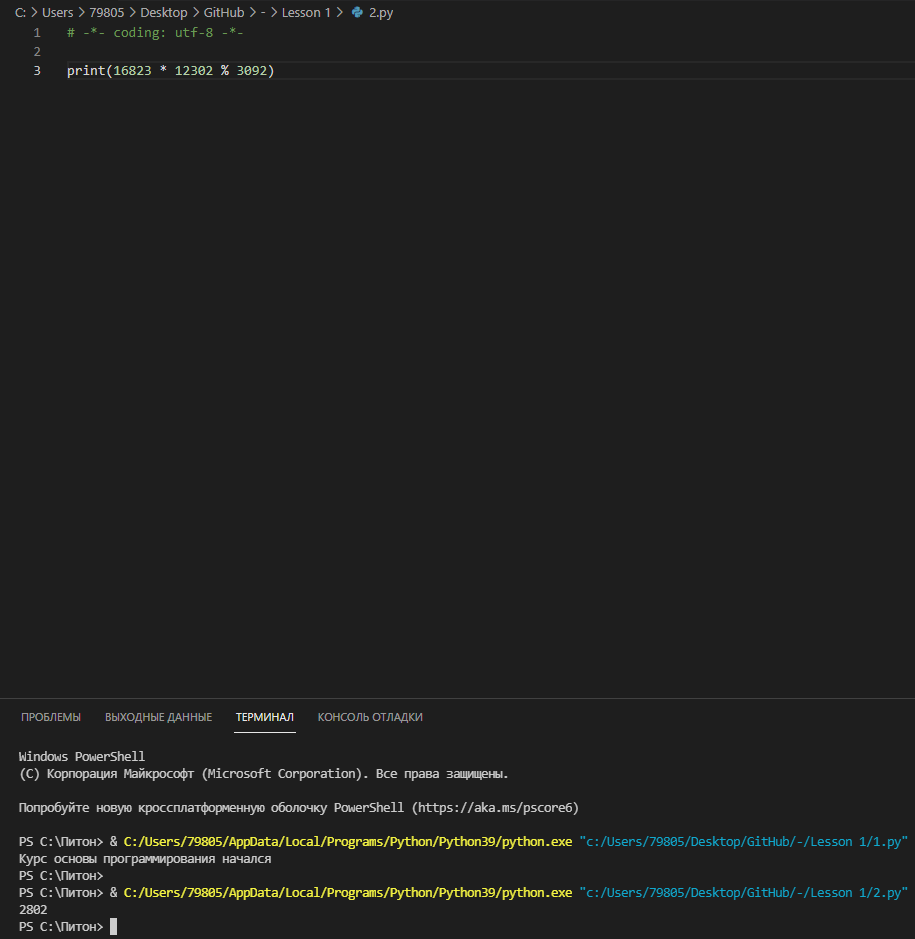 C: > Users > 79805 > Desktop > GitHub > - > Lesson 1 > 2.py
1 # -*- coding: utf-8 -*-
2
3 print(16823 * 12302 % 3092)
ПРОБЛЕМЫ ВЫХОДНЫЕ ДАННЫЕ ТЕРМИНАЛ КОНСОЛЬ ОТЛАДКИ
Windows PowerShell
(C) Корпорация Майкрософт (Microsoft Corporation). Все права защищены.
Попробуйте новую кроссплатформенную оболочку PowerShell (https://aka.ms/pscore6)
PS C:\Питон> & C:/Users/79805/AppData/Local/Programs/Python/Python39/python.exe "c:/Users/79805/Desktop/GitHub/-/Lesson 1/1.py"
Курс основы программирования начался
PS C:\Питон>
PS C:\Питон> & C:/Users/79805/AppData/Local/Programs/Python/Python39/python.exe "c:/Users/79805/Desktop/GitHub/-/Lesson 1/2.py"
2802
PS C:\Питон>